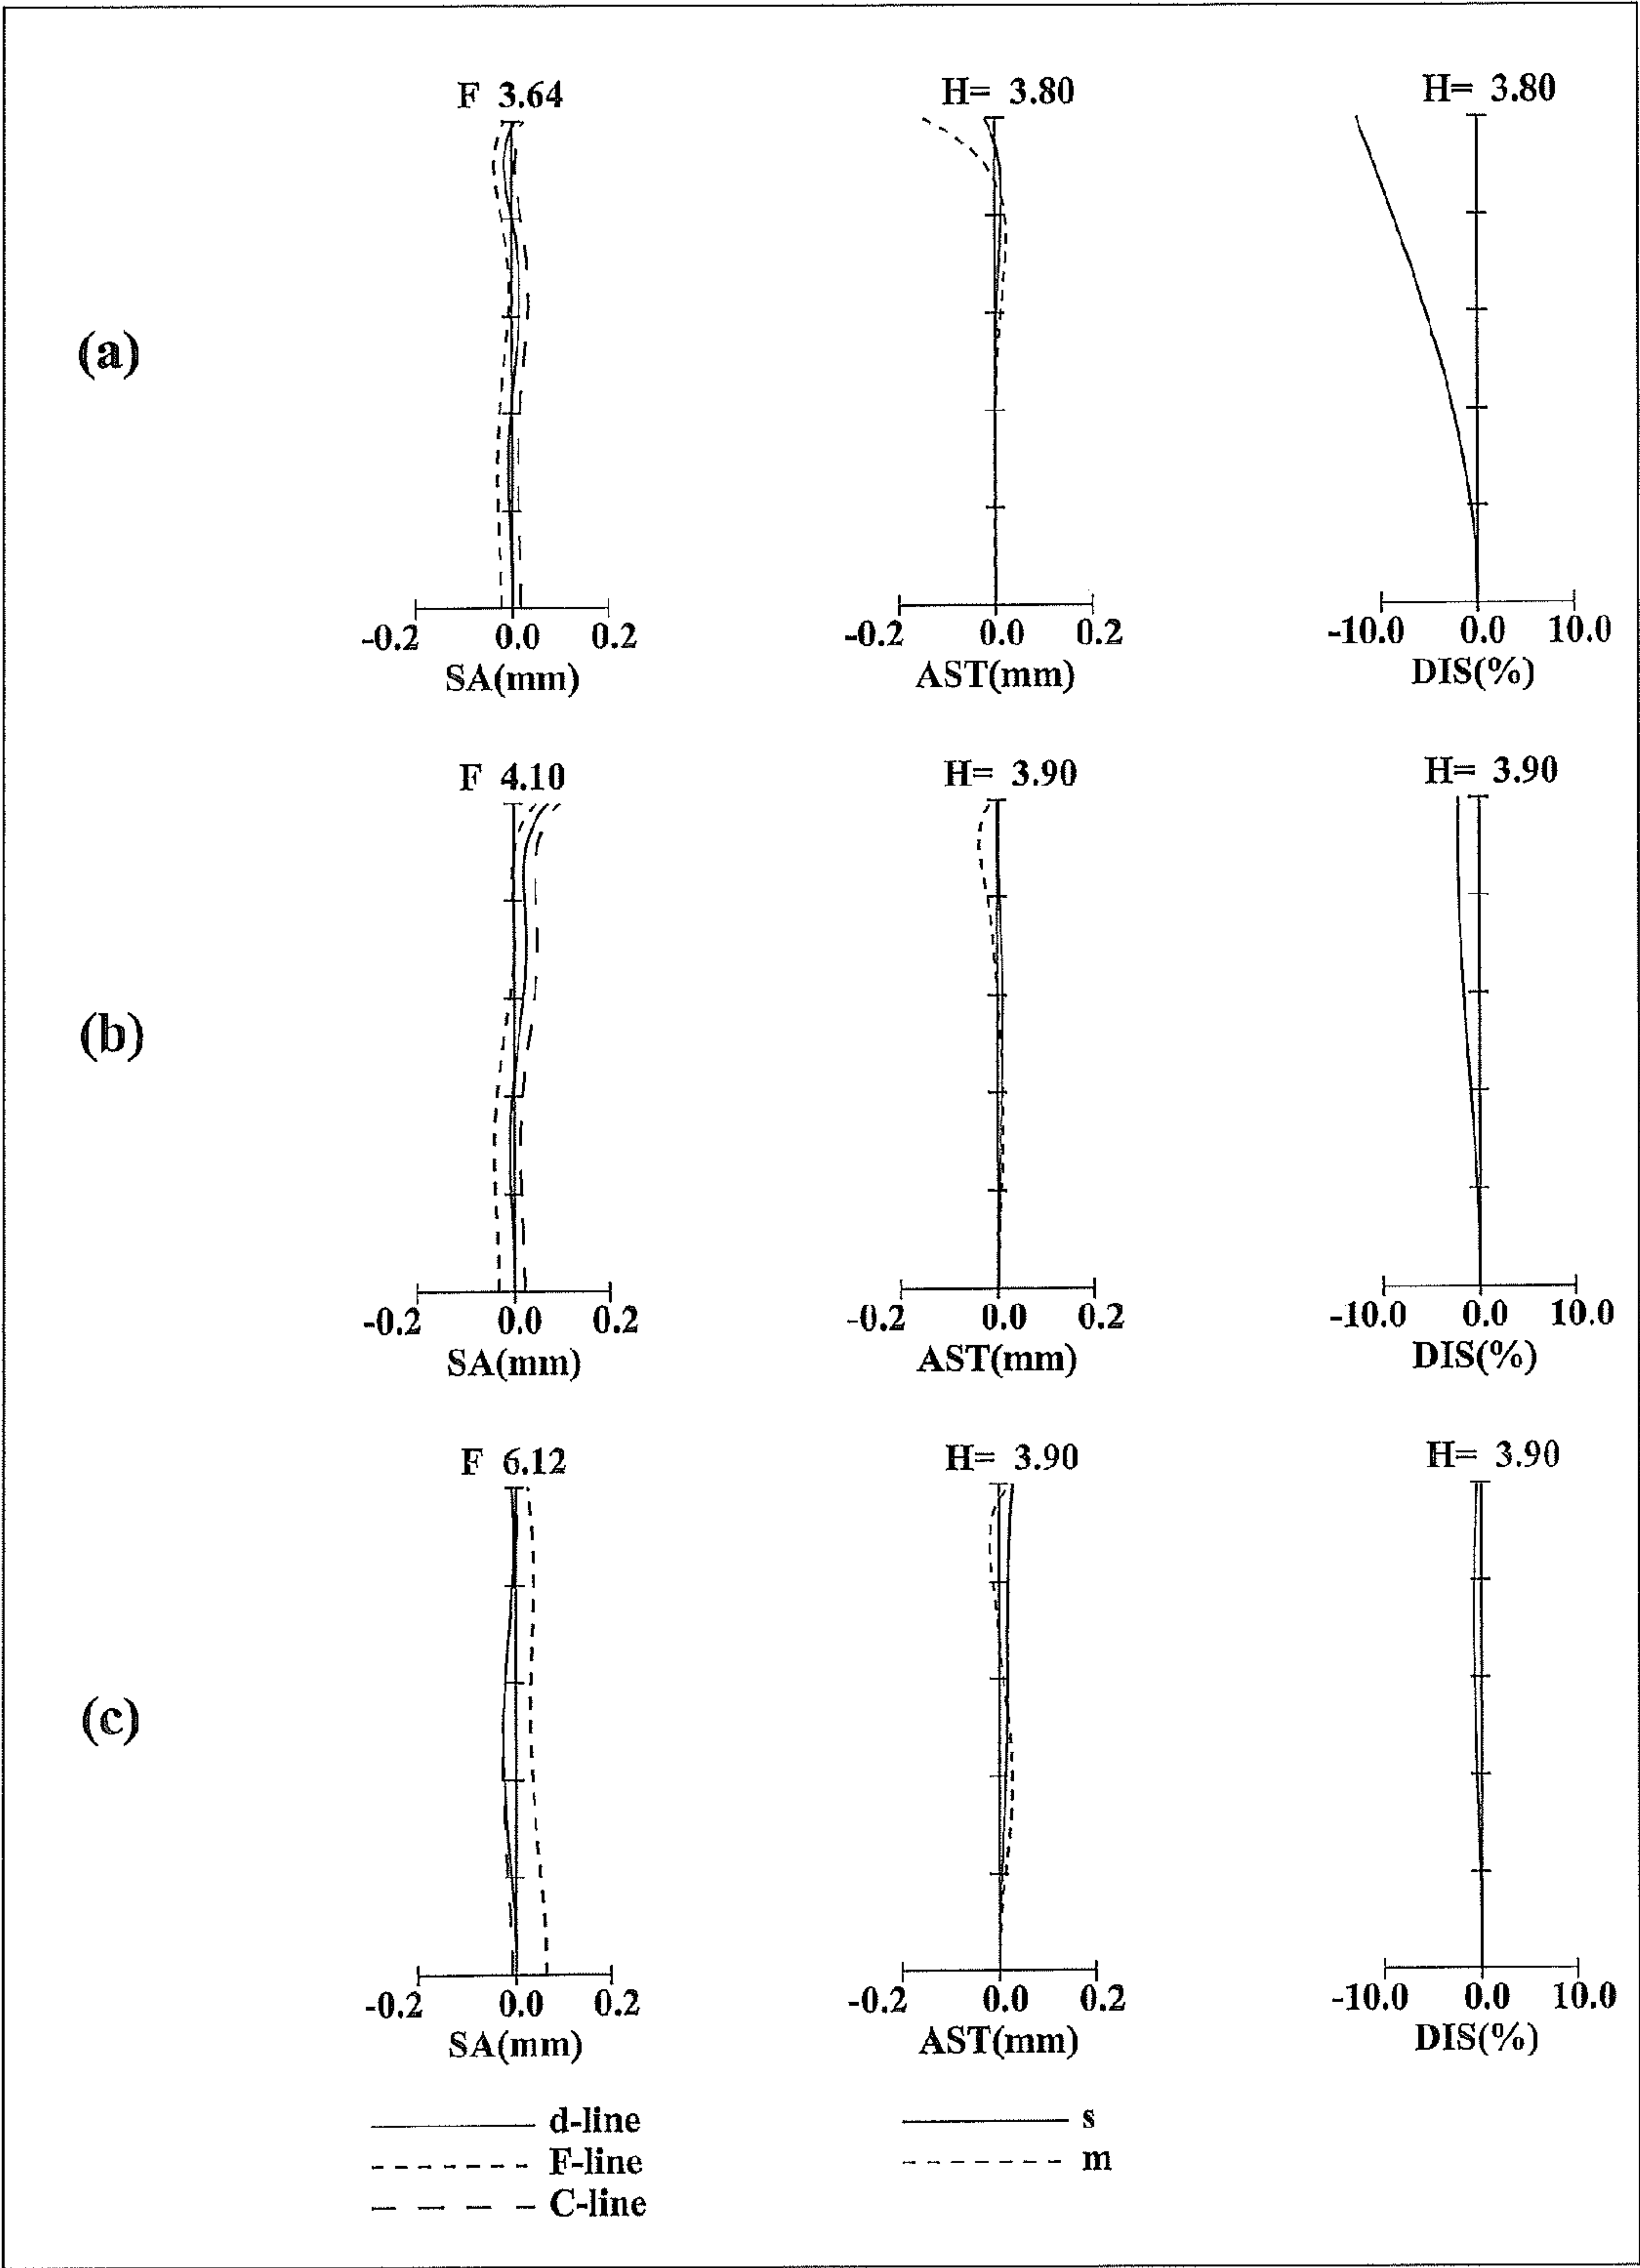 F 3.64
H= 3.80
H= 3.80
(a)
-0.2 0.0 0.2
SA(mm)
-0.2 0.0 0.2
AST(mm)
-10.0 0.0 10.0
DIS(%)
F 4.10
H= 3.90
H= 3.90
(b)
-0.2 0.0 0.2
SA(mm)
-0.2 0.0 0.2
AST(mm)
-10.0 0.0 10.0
DIS(%)
F 6.12
H= 3.90
H= 3.90
(c)
-0.2 0.0 0.2
SA(mm)
-0.2 0.0 0.2
AST(mm)
-10.0 0.0 10.0
DIS(%)
d-line
F-line
C-line
s
m